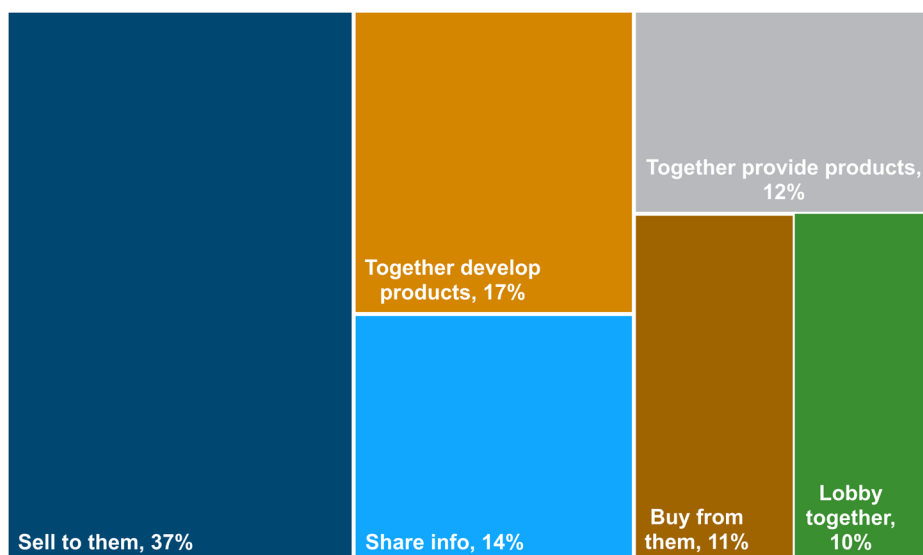 Sell to them, 37%
Together develop
products, 17%
Share info, 14%
Together provide products,
12%
Buy from
them, 11%
Lobby
together,
10%